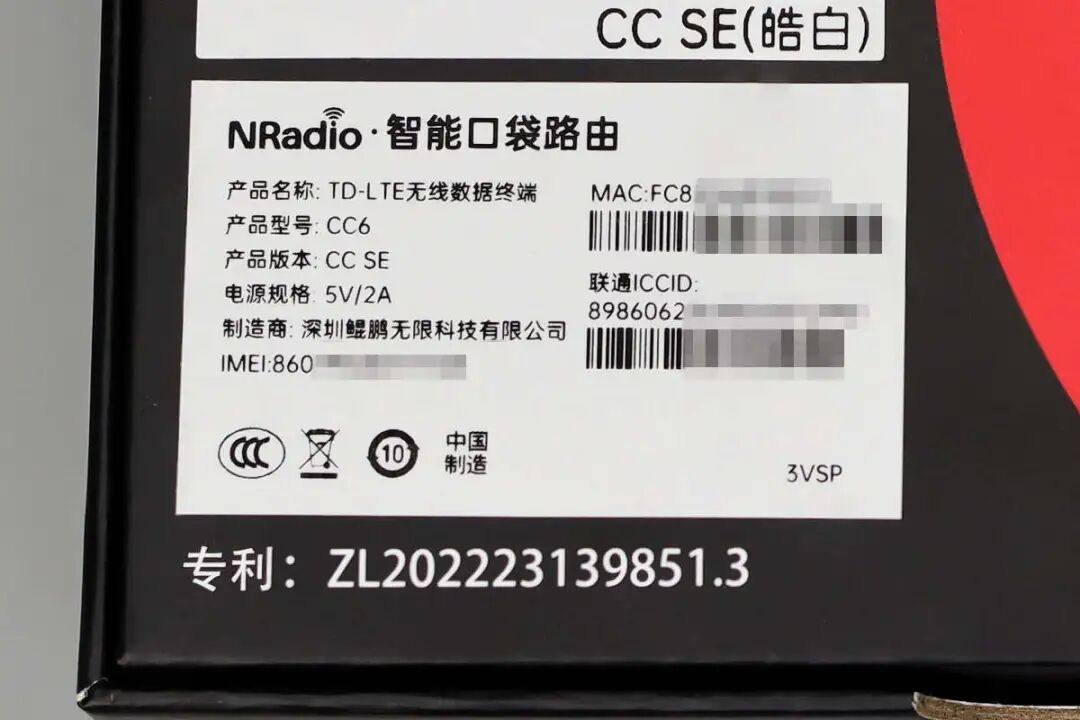 CC SE(皓白)
NRadio·智能口袋路由
产品名称: TD-LTE无线数据终端
产品型号: CC6
产品版本: CC SE
电源规格: 5V/2A
制造商: 深圳鲲鹏无限科技有限公司
IMEI:860
MAC:FC8
联通ICCID:
8986062
CCC
10
中国
制造
3VSP
专利：ZL202223139851.3